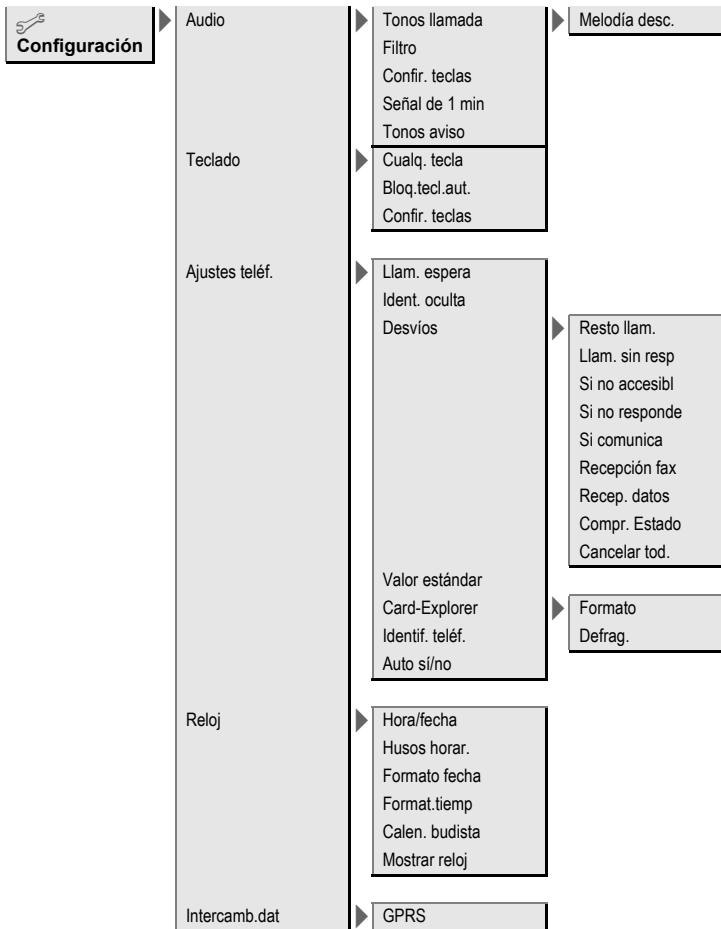 Configuración
Audio
Tonos llamada
Melodía desc.
Filtro
Confir. teclas
Señal de 1 min
Tonos aviso
Teclado
Cualq. tecla
Bloq.tecl.aut.
Confir. teclas
Ajustes teléf.
Llam. espera
Ident. oculta
Desvíos
Resto llam.
Llam. sin resp
Si no accesibl
Si no responde
Si comunica
Recepción fax
Recep. datos
Compr. Estado
Cancelar tod.
Valor estándar
Card-Explorer
Formato
Defrag.
Identif. teléf.
Auto sí/no
Reloj
Hora/fecha
Husos horar.
Formato fecha
Format.tiemp
Calen. budista
Mostrar reloj
Intercamb.dat
GPRS